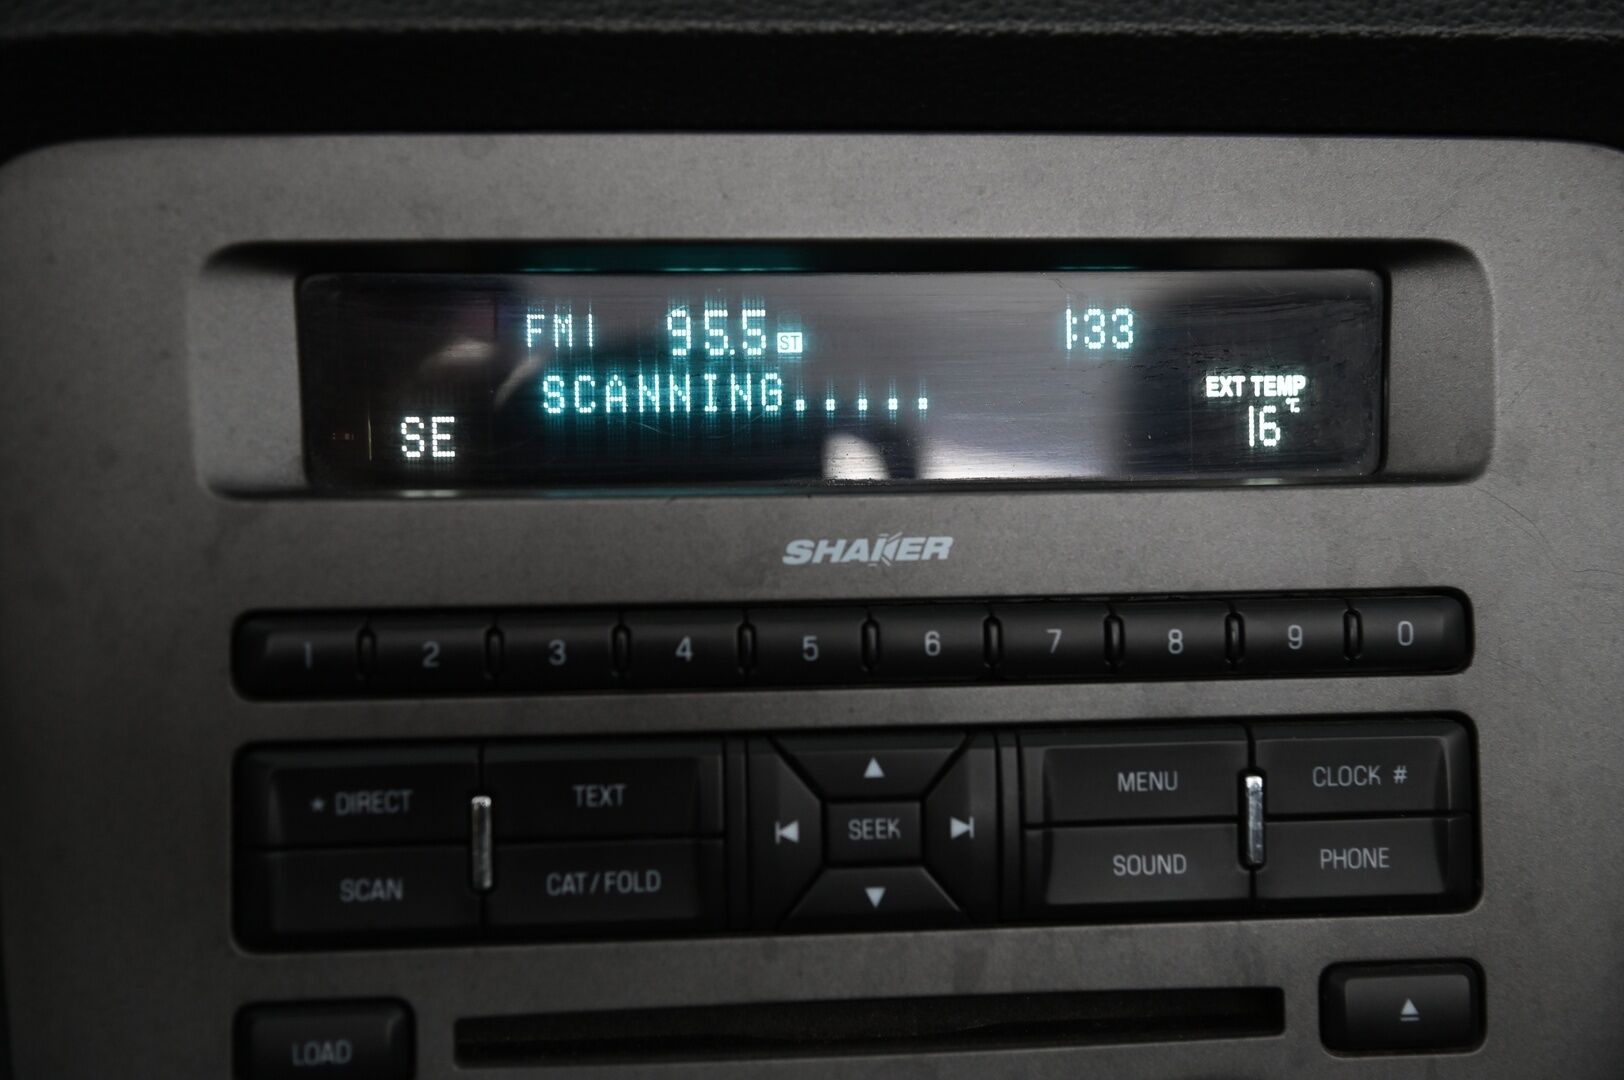 FM1 95.5 ST 1:33
SCANNING.....
EXT TEMP
SE 16 °C
SHAKER
1 2 3 4 5 6 7 8 9 0
* DIRECT TEXT MENU CLOCK #
SEEK
SCAN CAT/FOLD SOUND PHONE
LOAD